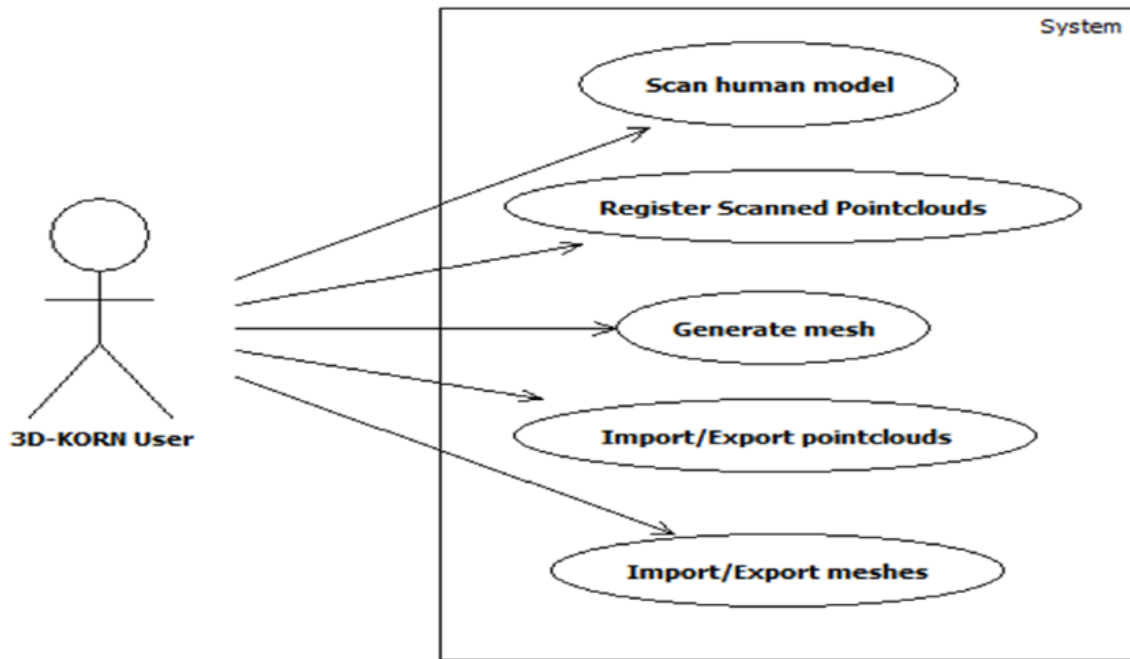 System
Scan human model
Register Scanned Pointclouds
Generate mesh
3D-KORN User
Import/Export pointclouds
Import/Export meshes